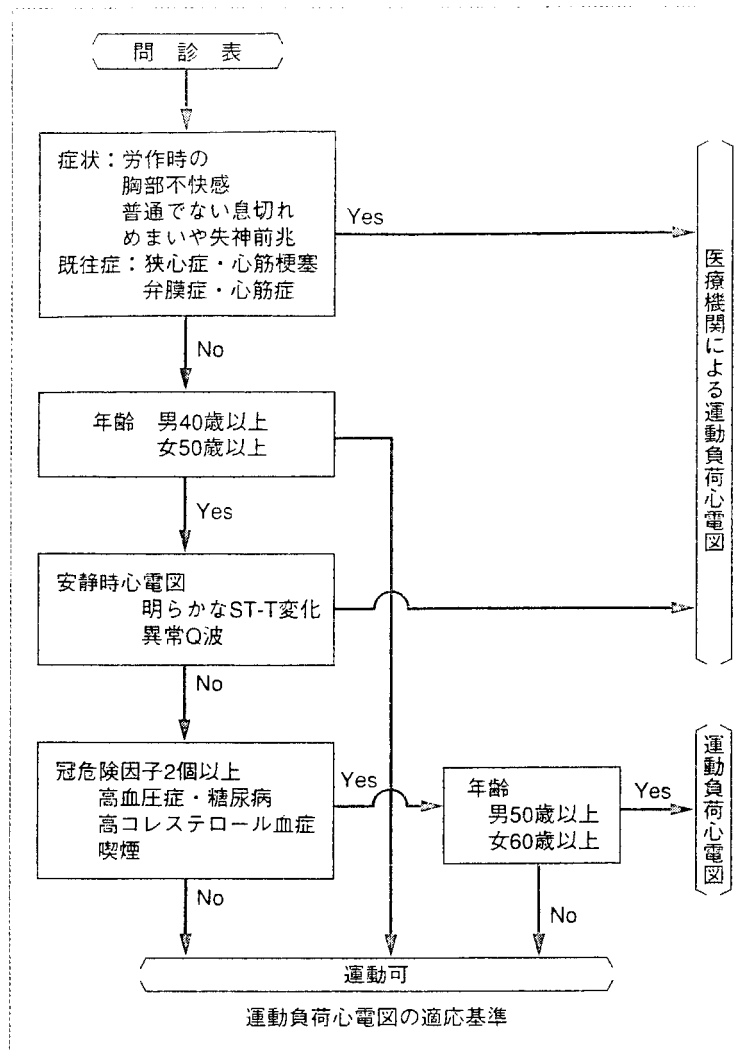 問診表
症状：労作時の
胸部不快感
普通でない息切れ
めまいや失神前兆
既往症：狭心症・心筋梗塞
弁膜症・心筋症
Yes
医療機関による運動負荷心電図
No
年齢 男40歳以上
女50歳以上
Yes
安静時心電図
明らかなST-T変化
異常Q波
No
冠危険因子2個以上
高血圧症・糖尿病
高コレステロール血症
喫煙
Yes
年齢
男50歳以上
女60歳以上
Yes
運動負荷心電図
No
No
運動可
運動負荷心電図の適応基準